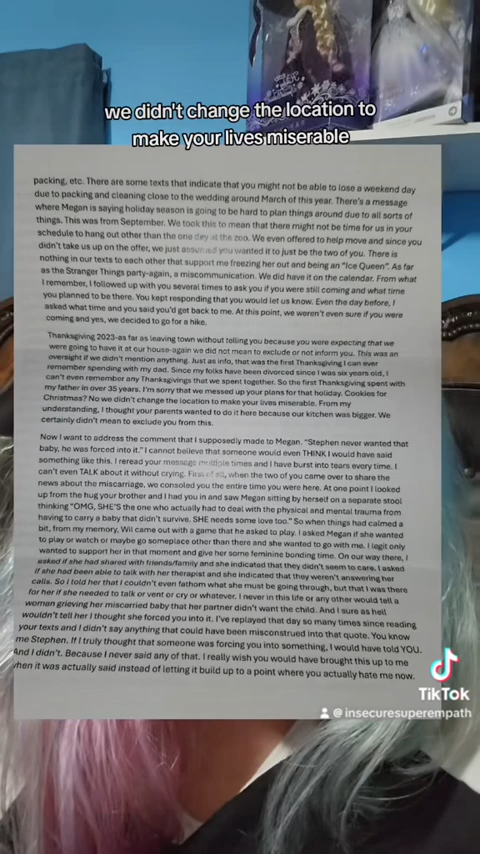 we didn't change the location to
make your lives miserable
packing, etc. There are some texts that indicate that you might not be able to lose a weekend day
due to packing and cleaning close to the wedding around March of this year. There's a message
where Megan is saying holiday season is going to be hard to plan things around due to all sorts of
things. This was from September. We took this to mean that there might not be time for us in your
schedule to hang out other than the one day at the zoo. We even offered to help move and since you
didn't take us up on the offer, we just assumed you wanted it to just be the two of you. There is
nothing in our texts to each other that support me freezing her out and being an "Ice Queen". As far
as the Stranger Things party-again, a miscommunication. We did have it on the calendar. From what
I remember, I followed up with you several times to ask you if you were still coming and what time
you planned to be there. You kept responding that you would let us know. Even the day before, I
asked what time and you said you'd get back to me. At this point, we weren't even sure if you were
coming and yes, we decided to go for a hike.
Thanksgiving 2023-as far as leaving town without telling you because you were expecting that we
were going to have it at our house-again we did not mean to exclude or not inform you. This was an
oversight if we didn't mention anything. Just as info, that was the first Thanksgiving I can ever
remember spending with my dad. Since my folks have been divorced since I was six years old, I
can't even remember any Thanksgivings that we spent together. So the first Thanksgiving spent with
my father in over 35 years. I'm sorry that we messed up your plans for that holiday. Cookies for
Christmas? No we didn't change the location to make your lives miserable. From my
understanding, I thought your parents wanted to do it here because our kitchen was bigger. We
certainly didn't mean to exclude you from this.
Now I want to address the comment that I supposedly made to Megan. "Stephen never wanted that
baby, he was forced into it." I cannot believe that someone would even THINK I would have said
something like this. I reread your message multiple times and I have burst into tears every time. I
can't even TALK about it without crying. First of all, when the two of you came over to share the
news about the miscarriage, we consoled you the entire time you were here. At one point I looked
up from the hug your brother and I had you in and saw Megan sitting by herself on a separate stool
thinking "OMG, SHE'S the one who actually had to deal with the physical and mental trauma from
having to carry a baby that didn't survive. SHE needs some love too." So when things had calmed a
bit, from my memory, Wil came out with a game that he asked to play. I asked Megan if she wanted
to play or watch or maybe go someplace other than there and she wanted to go with me. I legit only
wanted to support her in that moment and give her some feminine bonding time. On our way there, I
asked if she had shared with friends/family and she indicated that they didn't seem to care. I asked
if she had been able to talk with her therapist and she indicated that they weren't answering her
calls. So I told her that I couldn't even fathom what she must be going through, but that I was there
for her if she needed to talk or vent or cry or whatever. I never in this life or any other would tell a
woman grieving her miscarried baby that her partner didn't want the child. And I sure as hell
wouldn't tell her I thought she forced you into it. I've replayed that day so many times since reading
your texts and I didn't say anything that could have been misconstrued into that quote. You know
me Stephen. If I truly thought that someone was forcing you into something, I would have told YOU.
And I didn't. Because I never said any of that. I really wish you would have brought this up to me
when it was actually said instead of letting it build up to a point where you actually hate me now.
TikTok
@insecuresuperempath